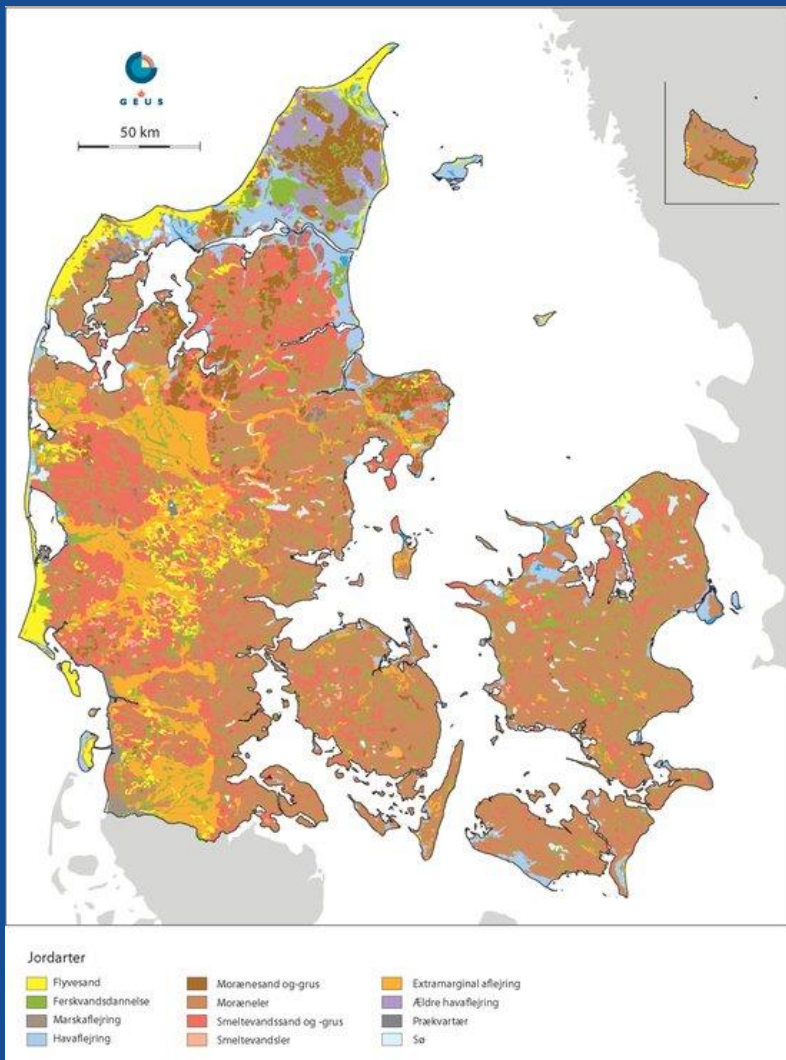 GEUS
50 km
Jordarter
Flyvesand
Ferskvandsdannelse
Marskaflejring
Havaflejring
Morænesand og-grus
Moræneler
Smeltevandssand og -grus
Smeltevandsler
Extramarginal aflejring
Ældre havaflejring
Prækvartær
Sø